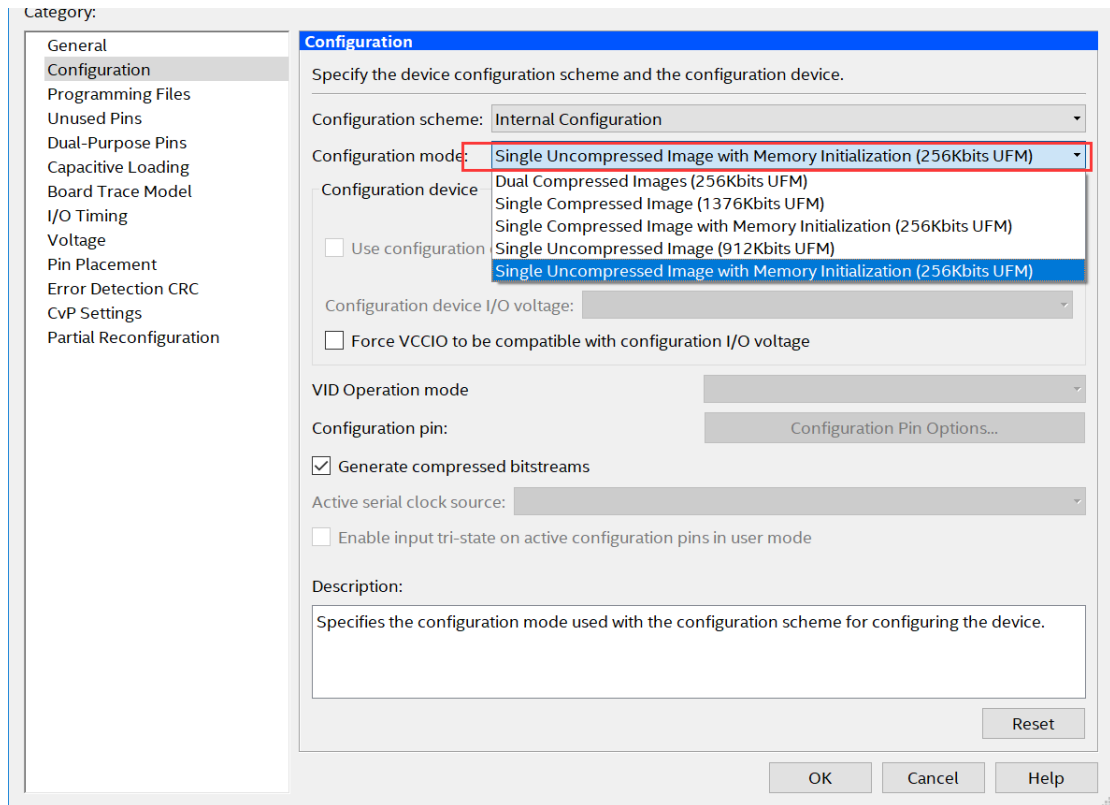 Category:
General
Configuration
Programming Files
Unused Pins
Dual-Purpose Pins
Capacitive Loading
Board Trace Model
I/O Timing
Voltage
Pin Placement
Error Detection CRC
CvP Settings
Partial Reconfiguration
Configuration
Specify the device configuration scheme and the configuration device.
Configuration scheme: Internal Configuration
Configuration mode: Single Uncompressed Image with Memory Initialization (256Kbits UFM)
Dual Compressed Images (256Kbits UFM)
Single Compressed Image (1376Kbits UFM)
Single Compressed Image with Memory Initialization (256Kbits UFM)
Single Uncompressed Image (912Kbits UFM)
Single Uncompressed Image with Memory Initialization (256Kbits UFM)
Configuration device
Use configuration
Configuration device I/O voltage:
Force VCCIO to be compatible with configuration I/O voltage
VID Operation mode
Configuration pin: Configuration Pin Options...
Generate compressed bitstreams
Active serial clock source:
Enable input tri-state on active configuration pins in user mode
Description:
Specifies the configuration mode used with the configuration scheme for configuring the device.
Reset
OK Cancel Help